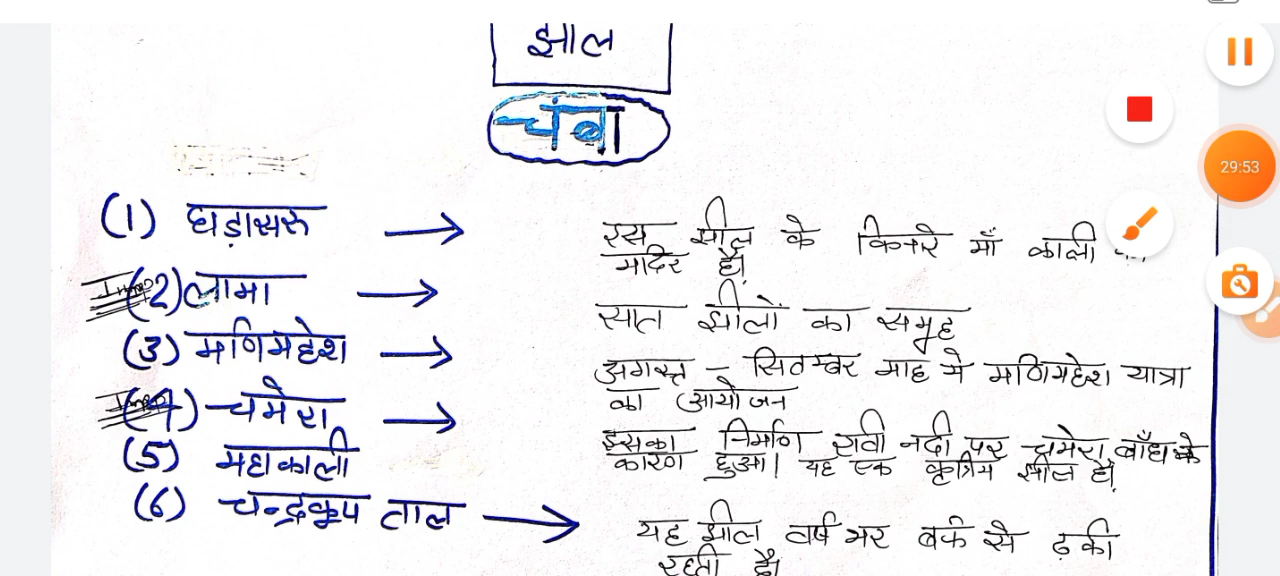 झील
चंबा
(1) घड़ासरू → इस झील के किनारे माँ काली
मंदिर है।
(2) लामा → सात झीलों का समूह
(3) मणिमहेश → अगस्त – सितम्बर माह मे मणिमहेश यात्रा
का आयोजन
(4) चमेरा → इसका निर्माण रावी नदी पर चमेरा बाँध के
कारण हुआ। यह एक कृत्रिम झील है।
(5) महाकाली
(6) चन्द्रकूप ताल → यह झील वर्ष भर बर्फ से ढ़की
रहती है।
29:53